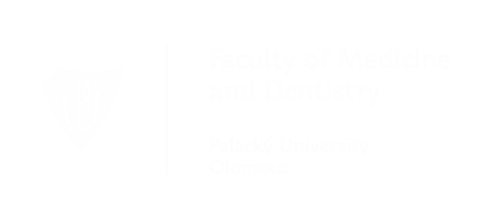 Faculty of Medicine
and Dentistry
Palacký University
Olomouc